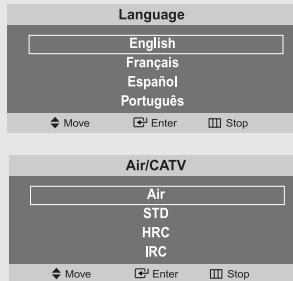 Language
English
Français
Español
Português
Move Enter Stop
Air/CATV
Air
STD
HRC
IRC
Move Enter Stop